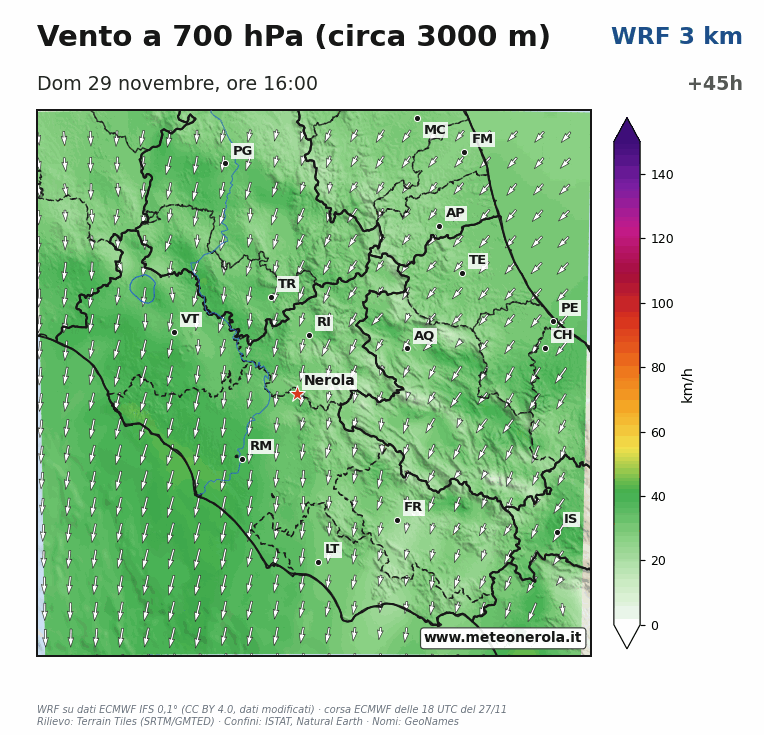 Vento a 700 hPa (circa 3000 m)
WRF 3 km
Dom 29 novembre, ore 16:00
+45h
MC
FM
PG
AP
TE
TR
PE
VT
RI
AQ
CH
Nerola
RM
FR
IS
LT
www.meteonerola.it
140
120
100
80
60
40
20
0
km/h
WRF su dati ECMWF IFS 0,1° (CC BY 4.0, dati modificati) · corsa ECMWF delle 18 UTC del 27/11
Rilievo: Terrain Tiles (SRTM/GMTED) · Confini: ISTAT, Natural Earth · Nomi: GeoNames